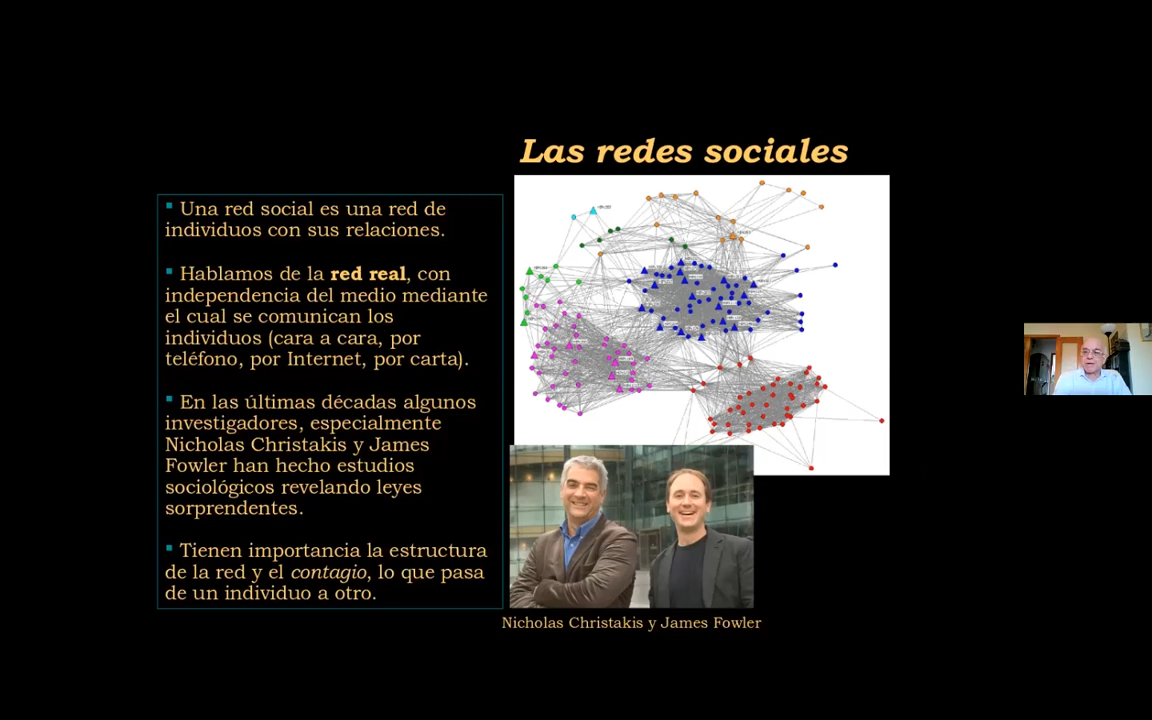 Las redes sociales
▪ Una red social es una red de
individuos con sus relaciones.
▪ Hablamos de la red real, con
independencia del medio mediante
el cual se comunican los
individuos (cara a cara, por
teléfono, por Internet, por carta).
▪ En las últimas décadas algunos
investigadores, especialmente
Nicholas Christakis y James
Fowler han hecho estudios
sociológicos revelando leyes
sorprendentes.
▪ Tienen importancia la estructura
de la red y el contagio, lo que pasa
de un individuo a otro.
Nicholas Christakis y James Fowler